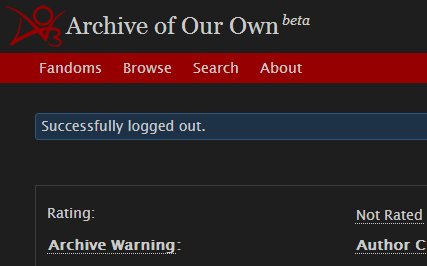 Archive of Our Own beta
Fandoms Browse Search About
Successfully logged out.
Rating: Not Rated
Archive Warning: Author C